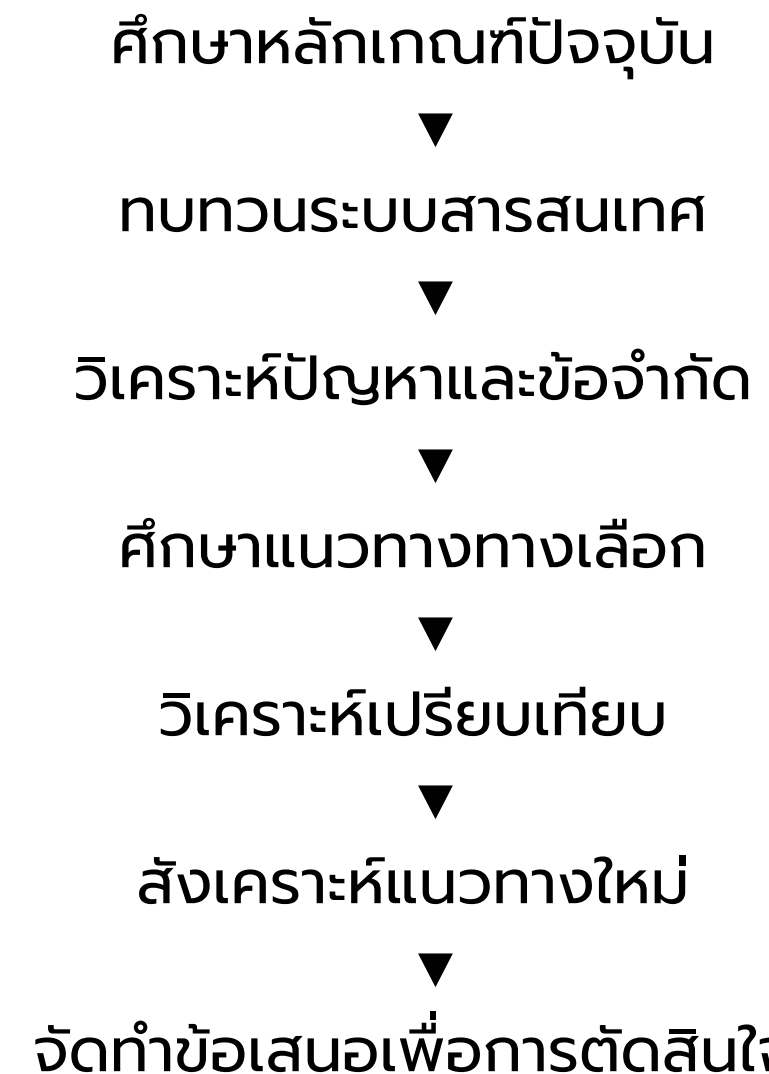 ศึกษาหลักเกณฑ์ปัจจุบัน
▼
ทบทวนระบบสารสนเทศ
▼
วิเคราะห์ปัญหาและข้อจำกัด
▼
ศึกษาแนวทางทางเลือก
▼
วิเคราะห์เปรียบเทียบ
▼
สังเคราะห์แนวทางใหม่
▼
จัดทำข้อเสนอเพื่อการตัดสินใจ